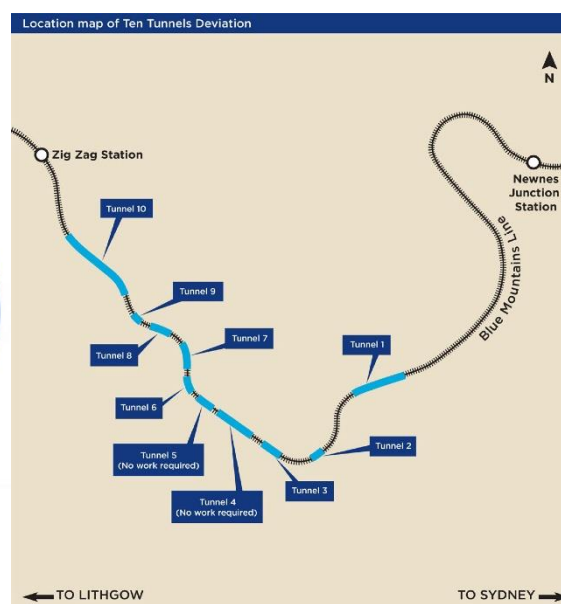 Location map of Ten Tunnels Deviation
N
Zig Zag Station
Newnes
Junction
Station
Blue Mountains Line
Tunnel 10
Tunnel 9
Tunnel 8
Tunnel 7
Tunnel 1
Tunnel 6
Tunnel 2
Tunnel 5
(No work required)
Tunnel 3
Tunnel 4
(No work required)
TO LITHGOW
TO SYDNEY